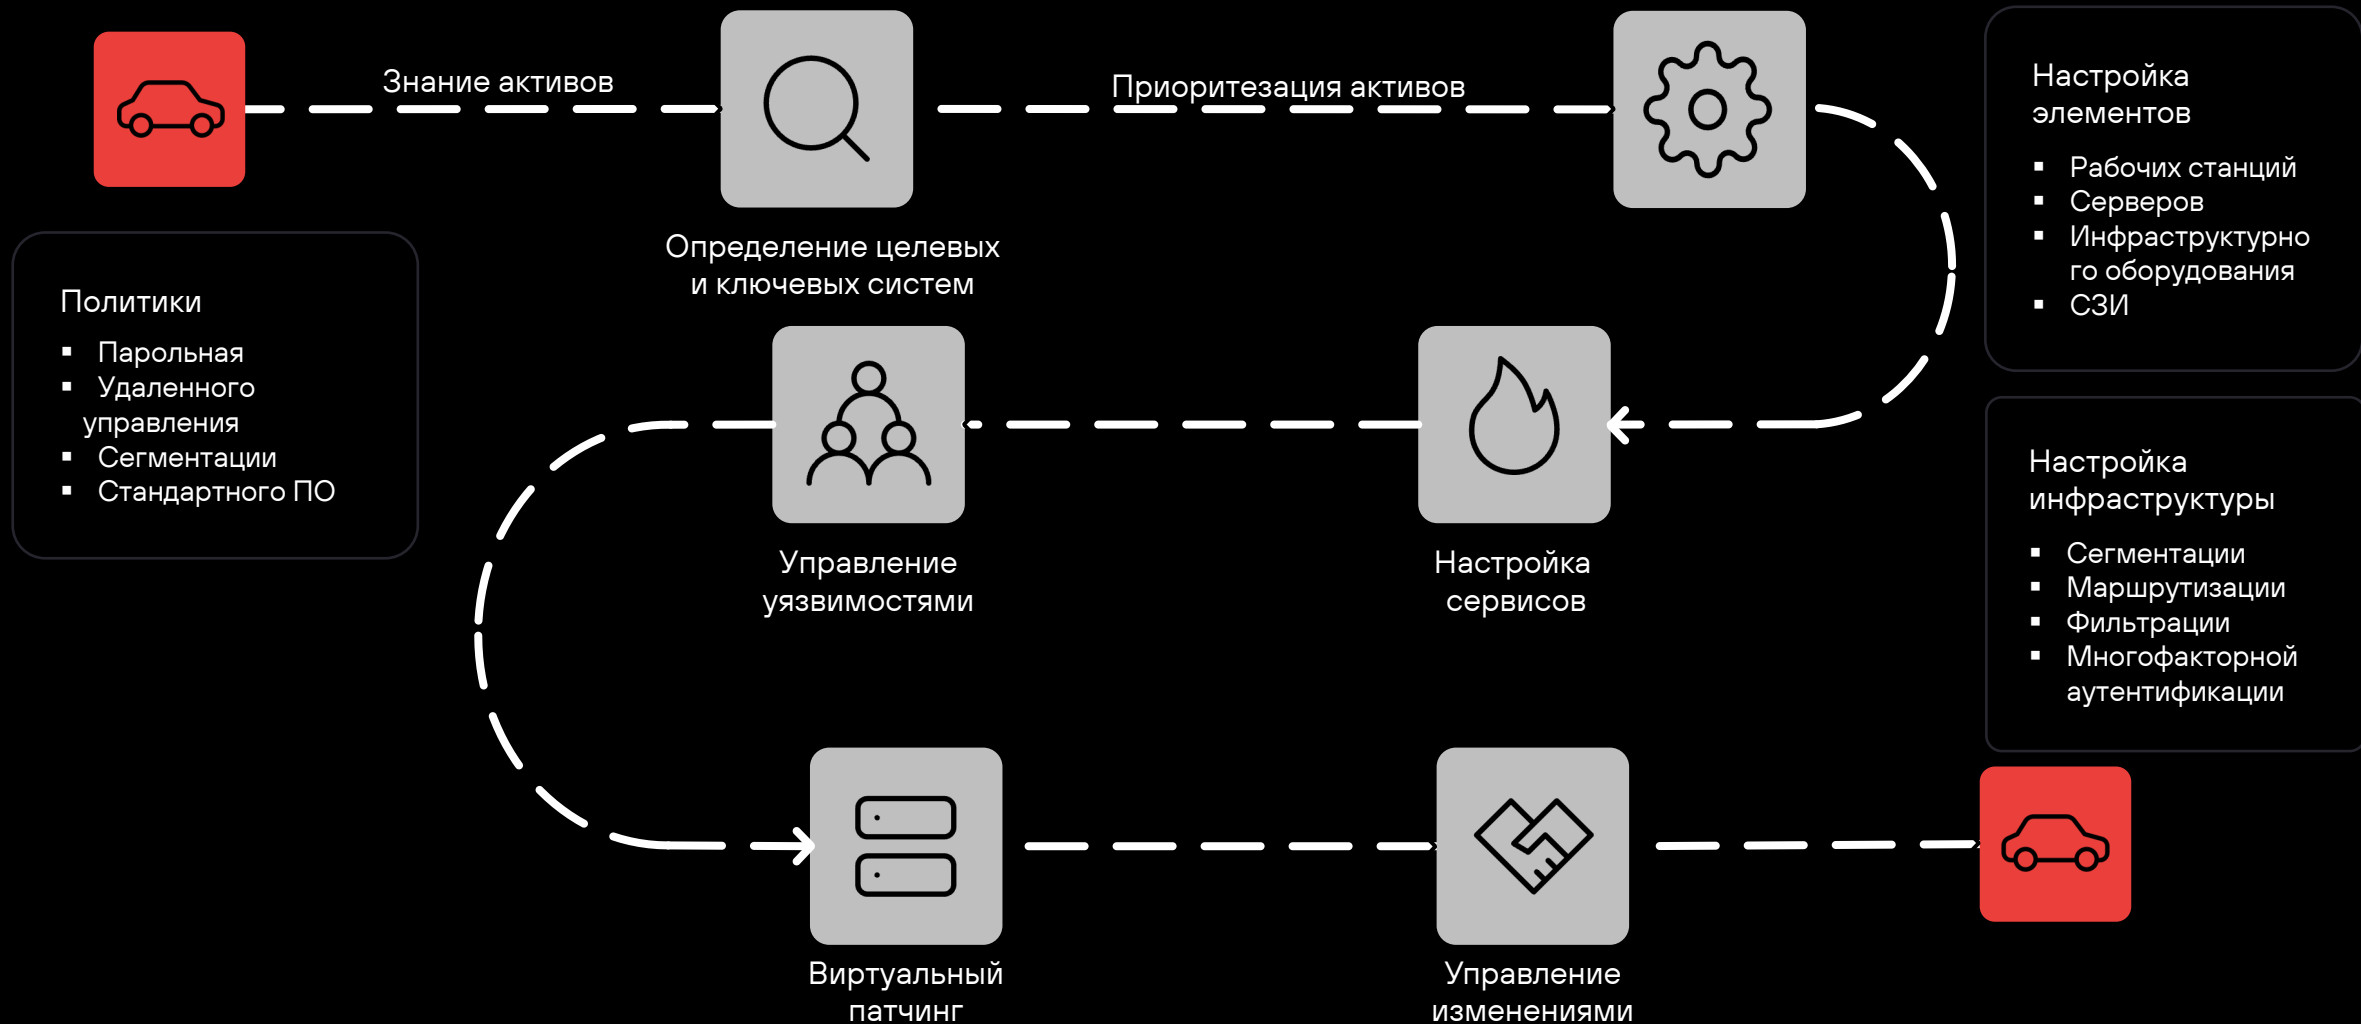 Знание активов
Приоритезация активов
Определение целевых
и ключевых систем
Настройка
элементов
▪ Рабочих станций
▪ Серверов
▪ Инфраструктурно
го оборудования
▪ СЗИ
Политики
▪ Парольная
▪ Удаленного
управления
▪ Сегментации
▪ Стандартного ПО
Управление
уязвимостями
Настройка
сервисов
Настройка
инфраструктуры
▪ Сегментации
▪ Маршрутизации
▪ Фильтрации
▪ Многофакторной
аутентификации
Виртуальный
патчинг
Управление
изменениями